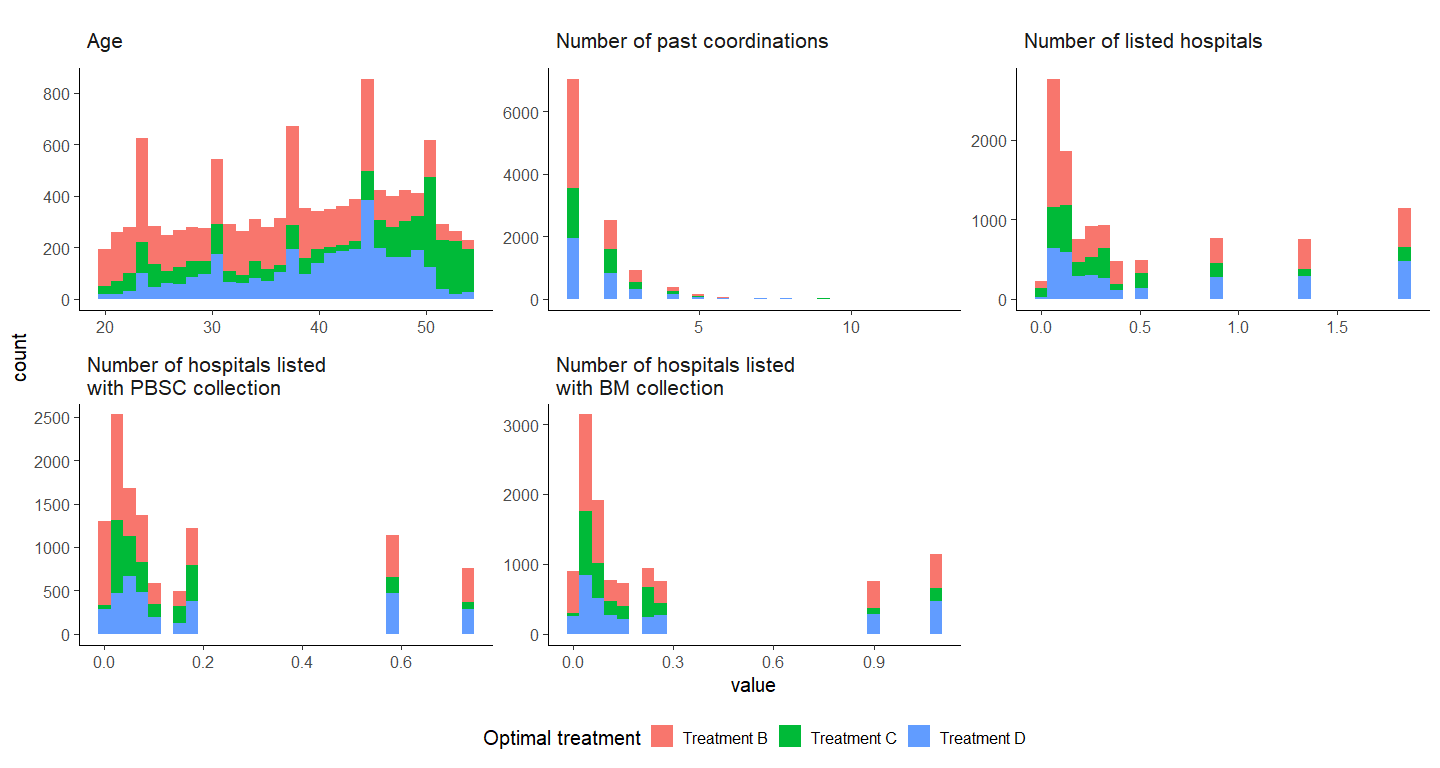 Age
800
600
400
200
0
20 30 40 50
Number of past coordinations
6000
4000
2000
0
5 10
Number of listed hospitals
2000
1000
0
0.0 0.5 1.0 1.5
count
Number of hospitals listed
with PBSC collection
2500
2000
1500
1000
500
0
0.0 0.2 0.4 0.6
Number of hospitals listed
with BM collection
3000
2000
1000
0
0.0 0.3 0.6 0.9
value
Optimal treatment Treatment B Treatment C Treatment D